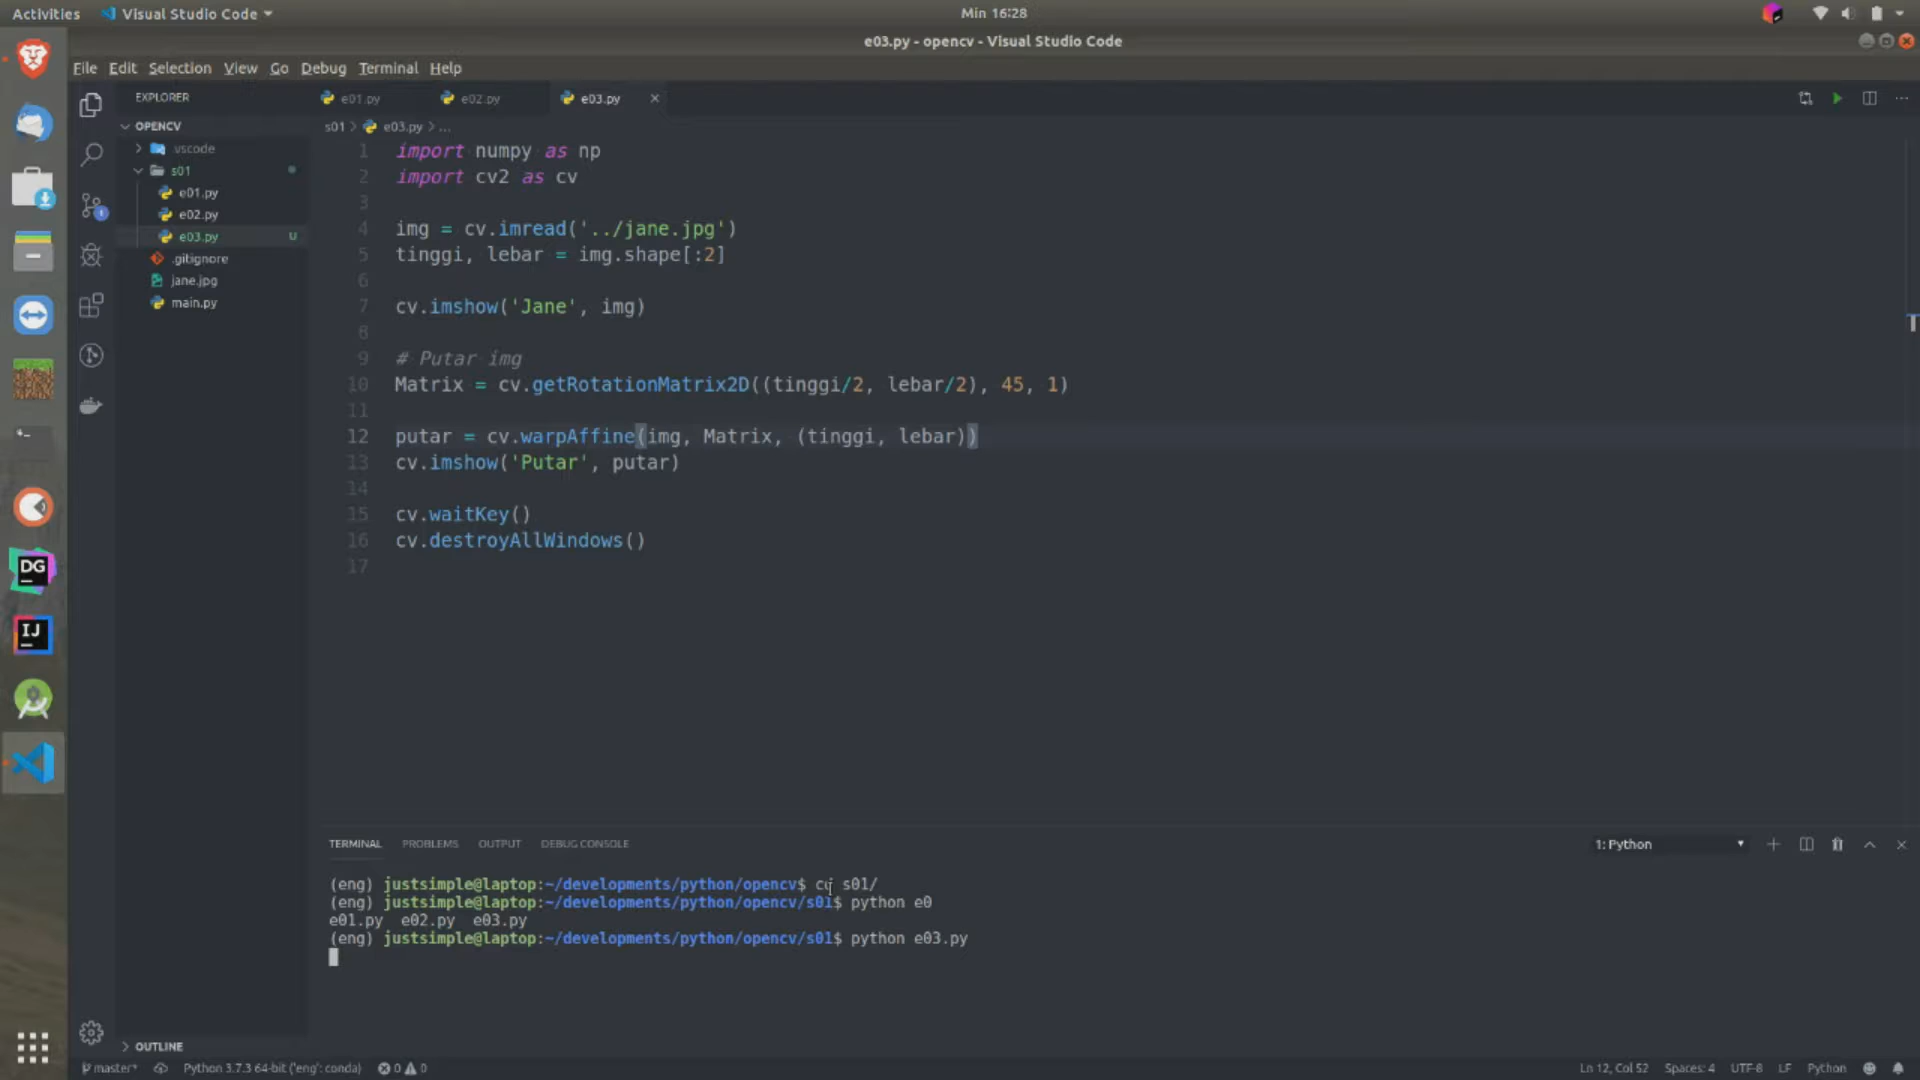 Activities
Visual Studio Code
Min 16:28
e03.py - opencv - Visual Studio Code
File Edit Selection View Go Debug Terminal Help
EXPLORER
OPENCV
.vscode
s01
e01.py
e02.py
e03.py
U
.gitignore
jane.jpg
main.py
OUTLINE
e01.py
e02.py
e03.py
s01 > e03.py > ...
1 import numpy as np
2 import cv2 as cv
3
4 img = cv.imread('../jane.jpg')
5 tinggi, lebar = img.shape[:2]
6
7 cv.imshow('Jane', img)
8
9 # Putar img
10 Matrix = cv.getRotationMatrix2D((tinggi/2, lebar/2), 45, 1)
11
12 putar = cv.warpAffine(img, Matrix, (tinggi, lebar))
13 cv.imshow('Putar', putar)
14
15 cv.waitKey()
16 cv.destroyAllWindows()
17
TERMINAL PROBLEMS OUTPUT DEBUG CONSOLE
1: Python
(eng) justsimple@laptop:~/developments/python/opencv$ cd s01/
(eng) justsimple@laptop:~/developments/python/opencv/s01$ python e0
e01.py e02.py e03.py
(eng) justsimple@laptop:~/developments/python/opencv/s01$ python e03.py
DG
IJ
master*
Python 3.7.3 64-bit ('eng': conda)
0 0
Ln 12, Col 52
Spaces: 4
UTF-8
LF
Python